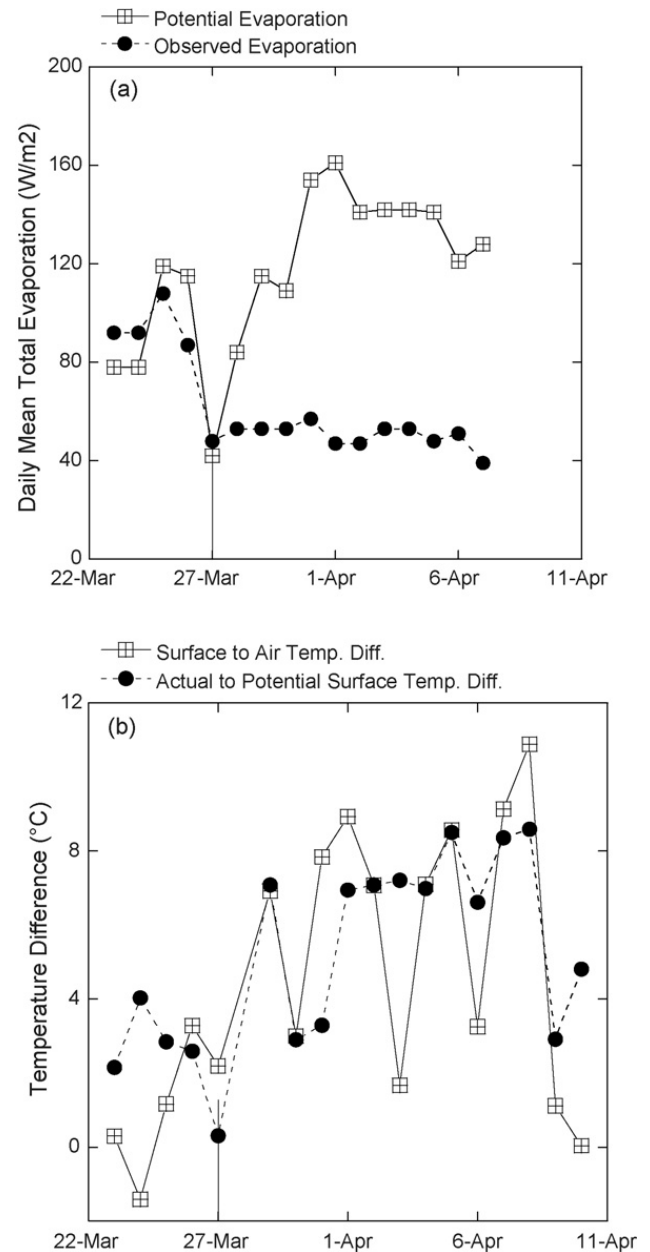 Potential Evaporation
Observed Evaporation
200
(a)
160
120
80
40
0
Daily Mean Total Evaporation (W/m2)
22-Mar 27-Mar 1-Apr 6-Apr 11-Apr
Surface to Air Temp. Diff.
Actual to Potential Surface Temp. Diff.
12
(b)
8
4
0
Temperature Difference (°C)
22-Mar 27-Mar 1-Apr 6-Apr 11-Apr